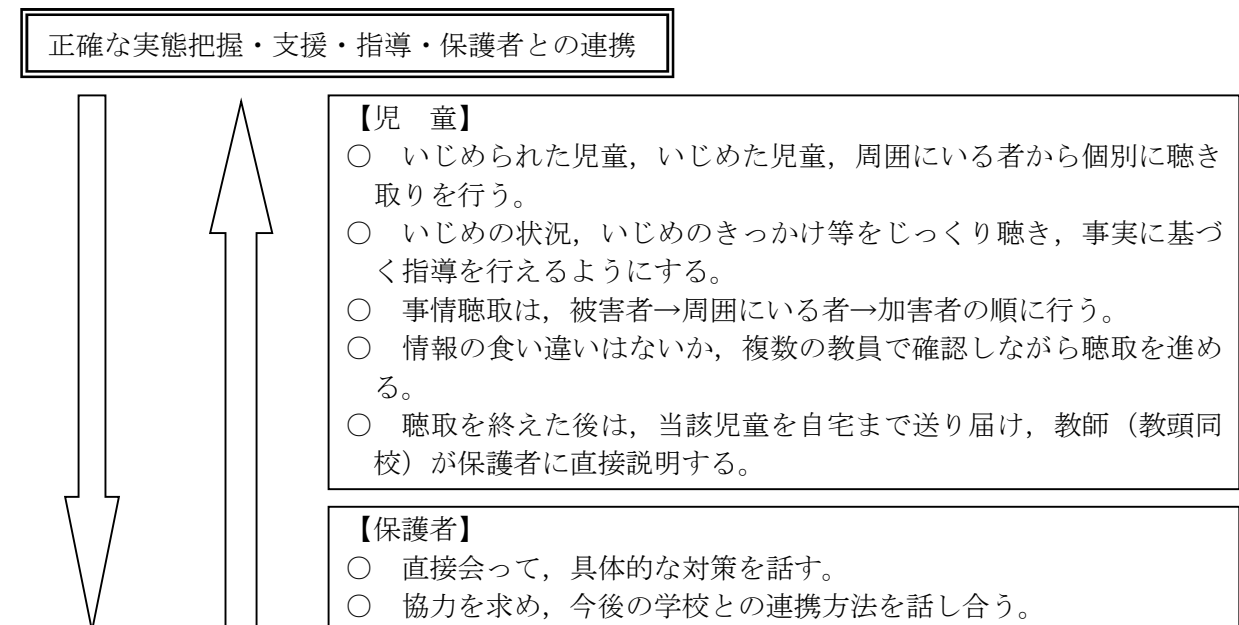 正確な実態把握・支援・指導・保護者との連携
【児　童】
○　いじめられた児童，いじめた児童，周囲にいる者から個別に聴き
取りを行う。
○　いじめの状況，いじめのきっかけ等をじっくり聴き，事実に基づ
く指導を行えるようにする。
○　事情聴取は，被害者→周囲にいる者→加害者の順に行う。
○　情報の食い違いはないか，複数の教員で確認しながら聴取を進め
る。
○　聴取を終えた後は，当該児童を自宅まで送り届け，教師（教頭同
校）が保護者に直接説明する。
【保護者】
○　直接会って，具体的な対策を話す。
○　協力を求め，今後の学校との連携方法を話し合う。